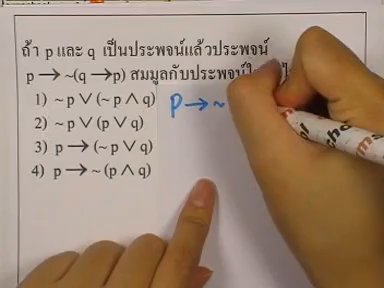 ถ้า p และ q เป็นประพจน์แล้วประพจน์
p → ~(q → p) สมมูลกับประพจน์
1) ~ p ∨ (~ p ∧ q)
2) ~ p ∨ (p ∨ q)
3) p → (~ p ∨ q)
4) p → ~ (p ∧ q)
P → ~